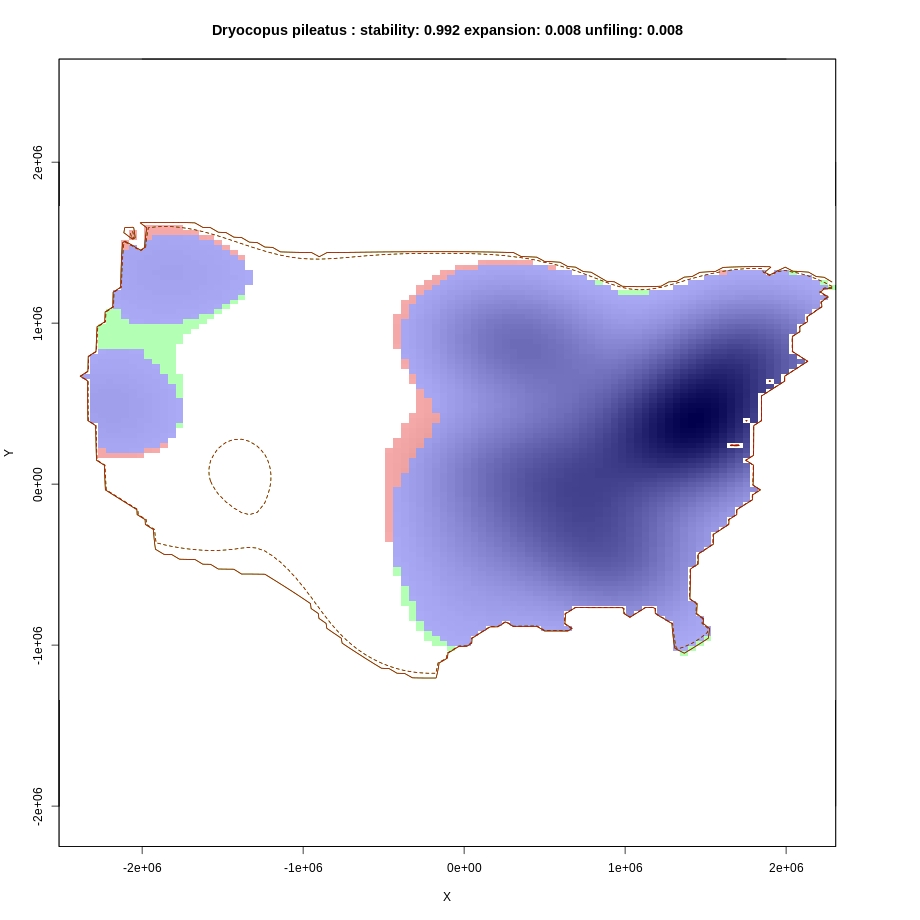 Dryocopus pileatus : stability: 0.992 expansion: 0.008 unfiling: 0.008
2e+06
1e+06
0e+00
-1e+06
-2e+06
Y
-2e+06 -1e+06 0e+00 1e+06 2e+06
X